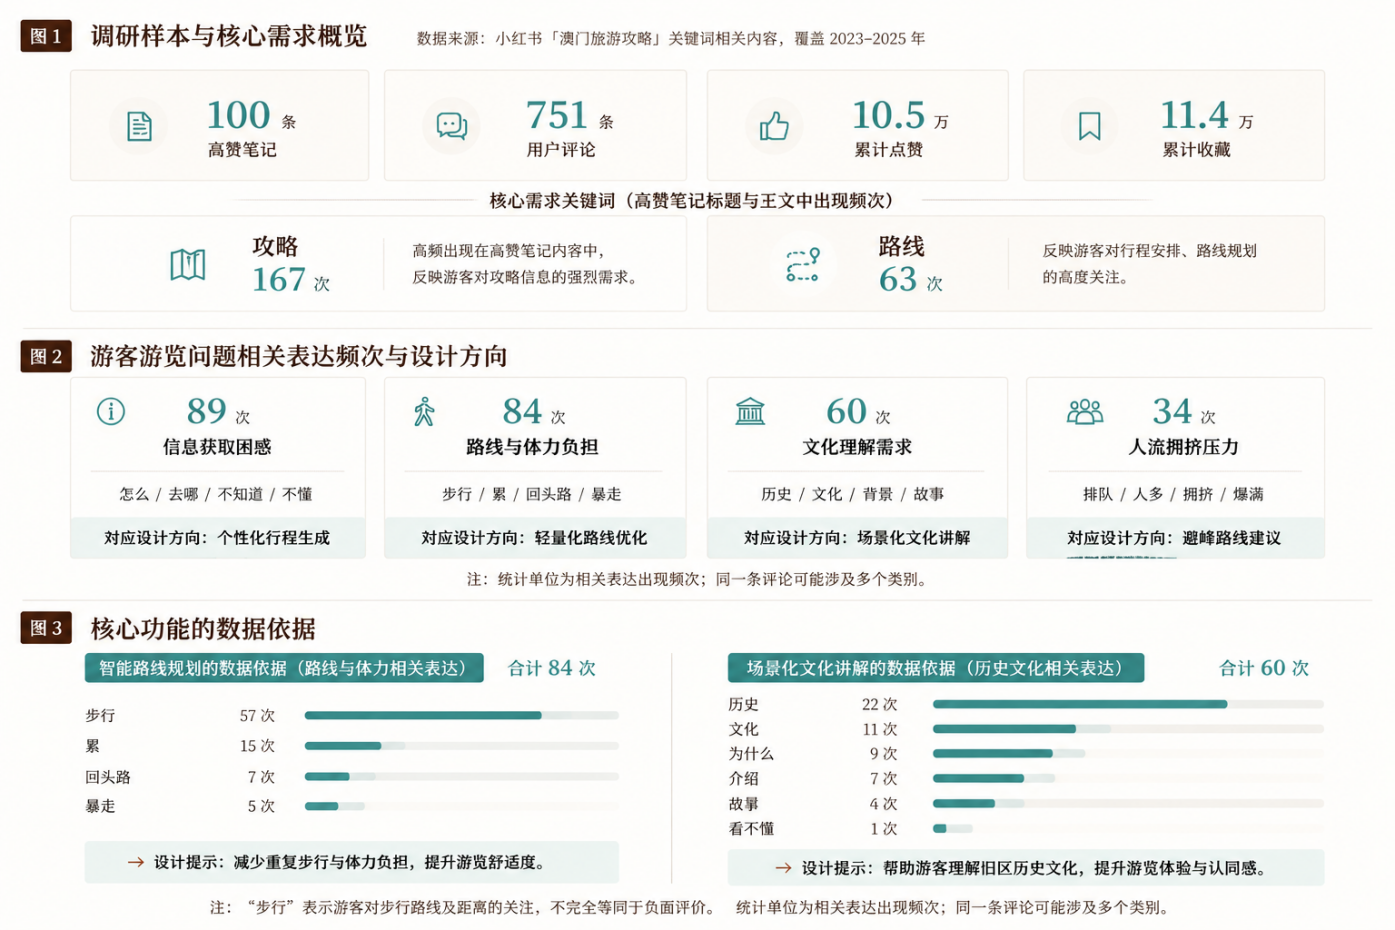 图 1 调研样本与核心需求概览 数据来源：小红书「澳门旅游攻略」关键词相关内容，覆盖 2023–2025 年
100 条
高赞笔记
751 条
用户评论
10.5 万
累计点赞
11.4 万
累计收藏
核心需求关键词（高赞笔记标题与王文中出现频次）
攻略
167 次
高频出现在高赞笔记内容中，
反映游客对攻略信息的强烈需求。
路线
63 次
反映游客对行程安排、路线规划
的高度关注。
图 2 游客游览问题相关表达频次与设计方向
89 次
信息获取困感
怎么 / 去哪 / 不知道 / 不懂
对应设计方向：个性化行程生成
84 次
路线与体力负担
步行 / 累 / 回头路 / 暴走
对应设计方向：轻量化路线优化
60 次
文化理解需求
历史 / 文化 / 背景 / 故事
对应设计方向：场景化文化讲解
34 次
人流拥挤压力
排队 / 人多 / 拥挤 / 爆满
对应设计方向：避峰路线建议
注：统计单位为相关表达出现频次；同一条评论可能涉及多个类别。
图 3 核心功能的数据依据
智能路线规划的数据依据（路线与体力相关表达） 合计 84 次
步行 57 次
累 15 次
回头路 7 次
暴走 5 次
→ 设计提示：减少重复步行与体力负担，提升游览舒适度。
场景化文化讲解的数据依据（历史文化相关表达） 合计 60 次
历史 22 次
文化 11 次
为什么 9 次
介绍 7 次
故事 4 次
看不懂 1 次
→ 设计提示：帮助游客理解旧区历史文化，提升游览体验与认同感。
注：“步行”表示游客对步行路线及距离的关注，不完全等同于负面评价。 统计单位为相关表达出现频次；同一条评论可能涉及多个类别。